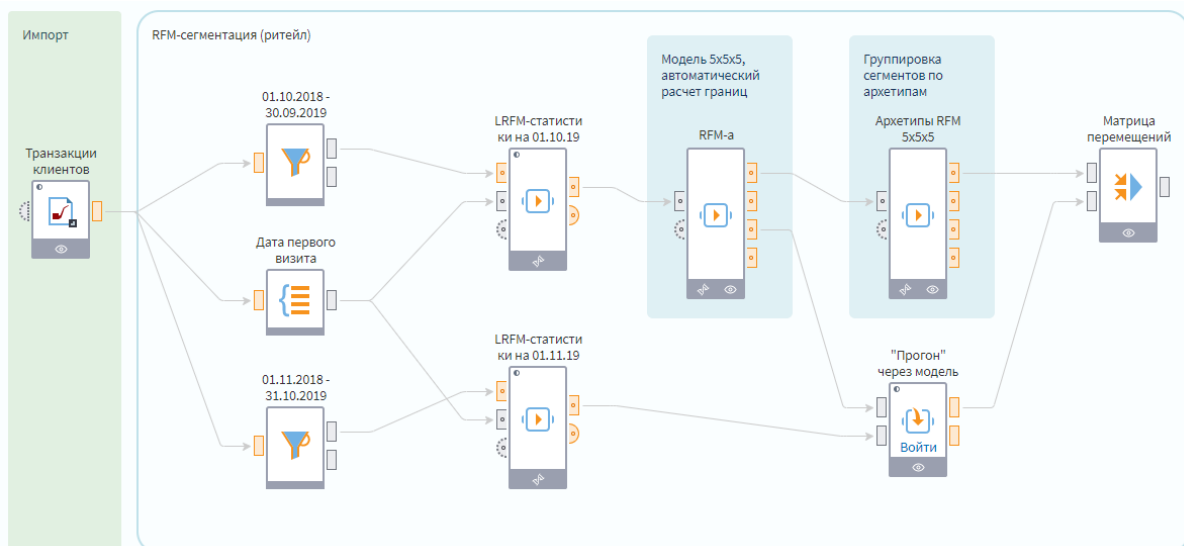 Импорт
RFM-сегментация (ритейл)
Транзакции
клиентов
01.10.2018 -
30.09.2019
Дата первого
визита
01.11.2018 -
31.10.2019
LRFM-статисти
ки на 01.10.19
LRFM-статисти
ки на 01.11.19
Модель 5x5x5,
автоматический
расчет границ
RFM-а
Группировка
сегментов по
архетипам
Архетипы RFM
5x5x5
"Прогон"
через модель
Войти
Матрица
перемещений